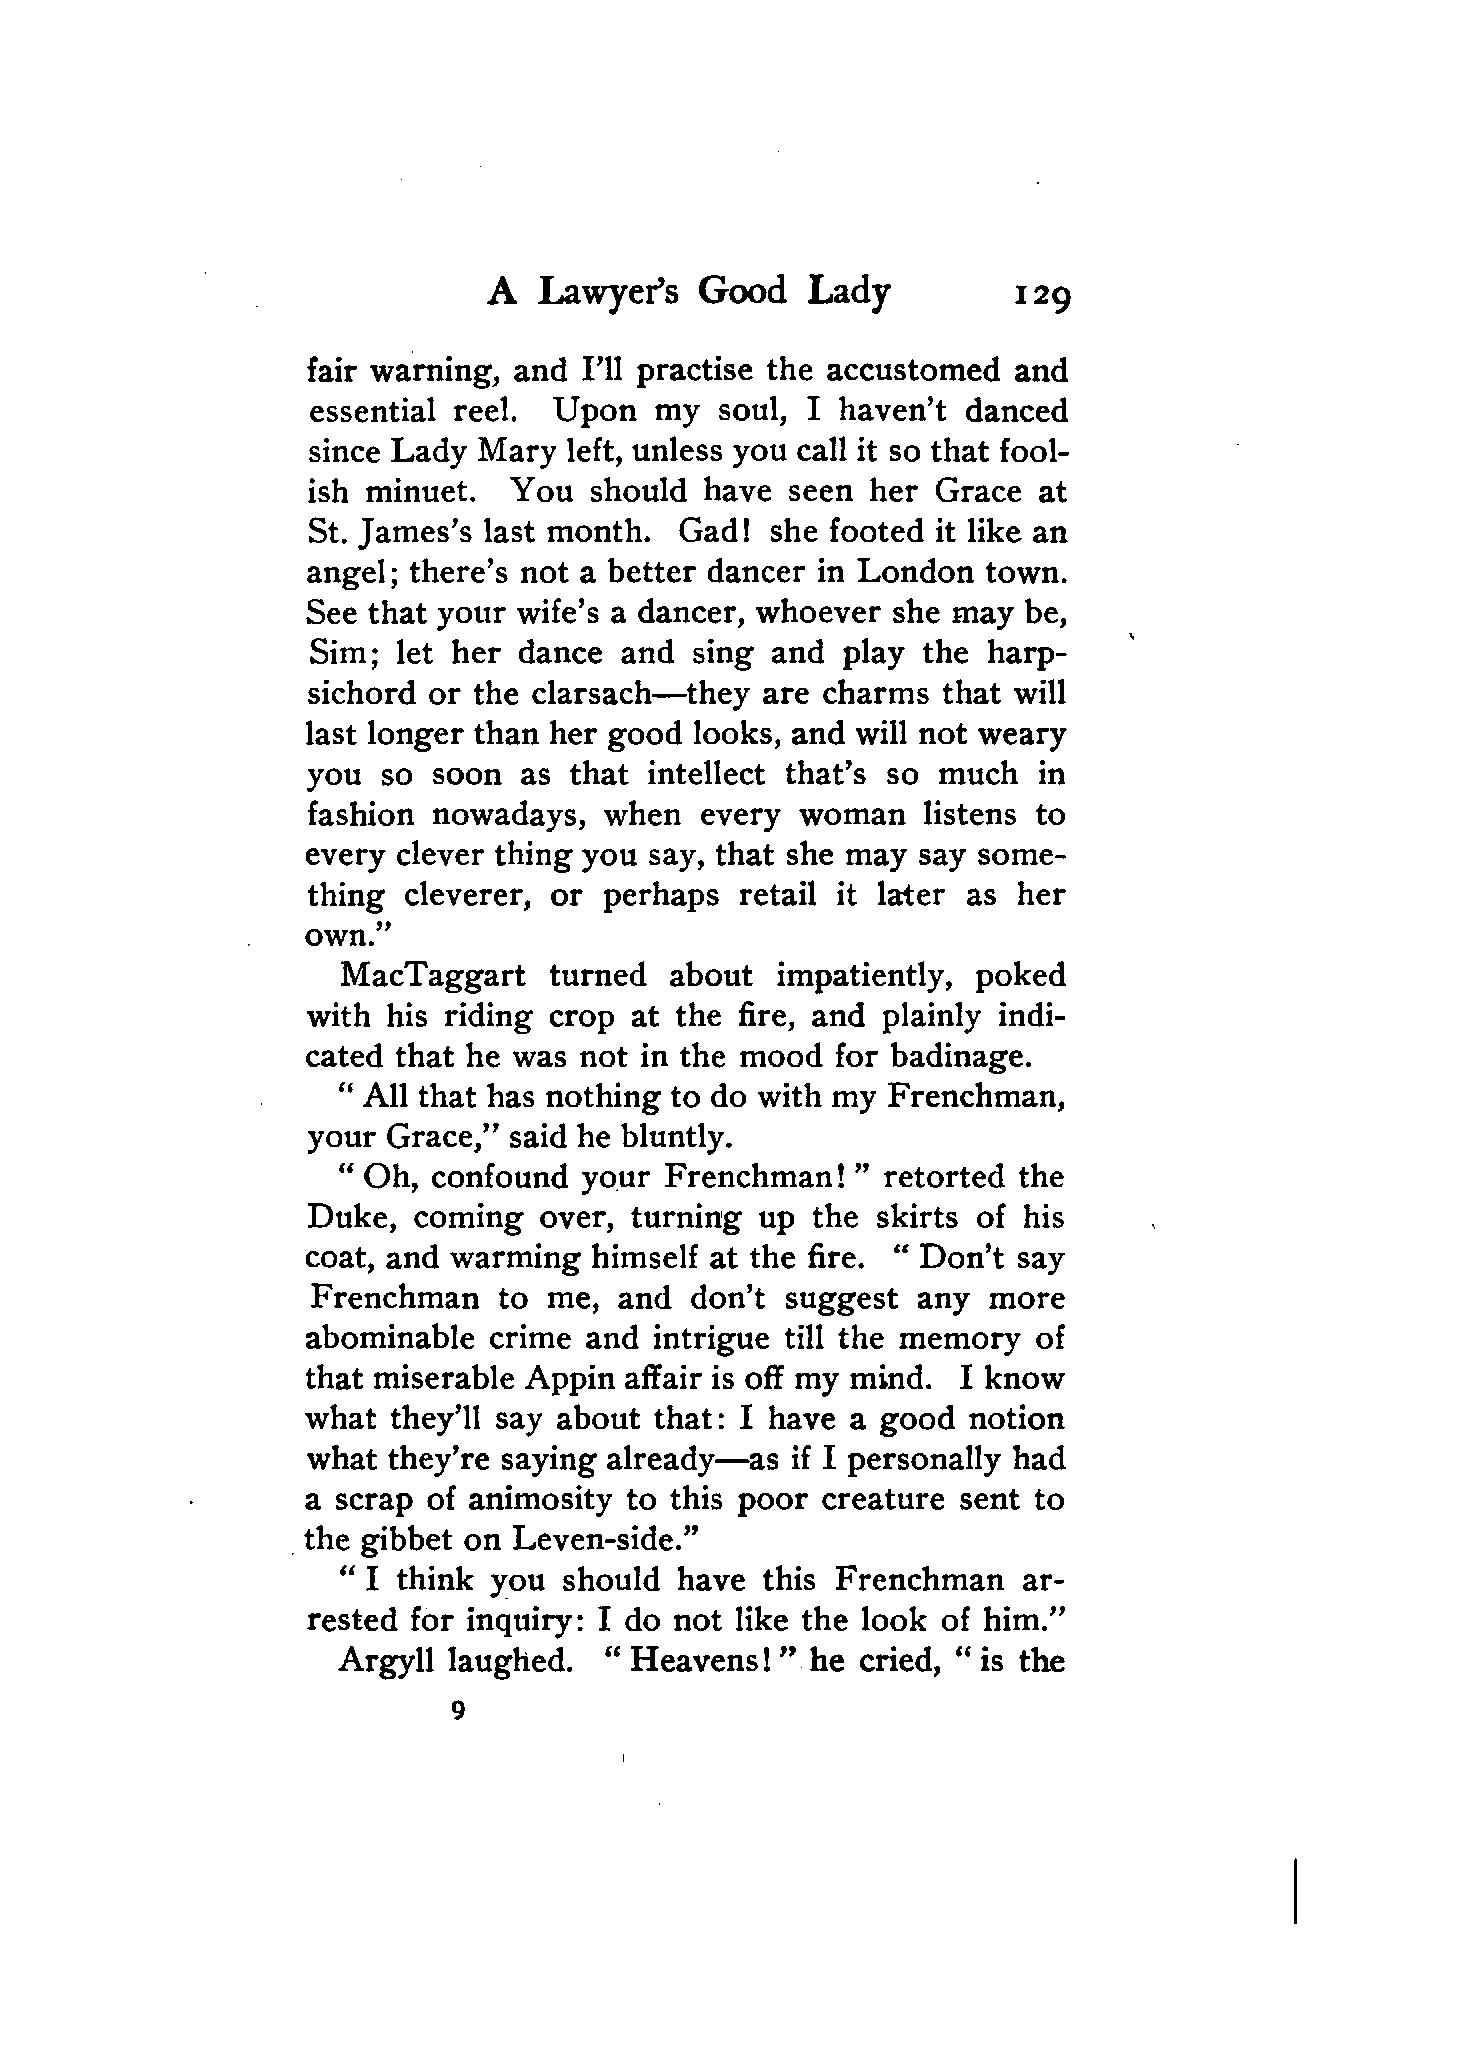 A Lawyer's Good Lady 129
fair warning, and I'll practise the accustomed and
essential reel. Upon my soul, I haven't danced
since Lady Mary left, unless you call it so that fool-
ish minuet. You should have seen her Grace at
St. James's last month. Gad! she footed it like an
angel; there's not a better dancer in London town.
See that your wife's a dancer, whoever she may be,
Sim; let her dance and sing and play the harp-
sichord or the clarsach—they are charms that will
last longer than her good looks, and will not weary
you so soon as that intellect that's so much in
fashion nowadays, when every woman listens to
every clever thing you say, that she may say some-
thing cleverer, or perhaps retail it later as her
own."
MacTaggart turned about impatiently, poked
with his riding crop at the fire, and plainly indi-
cated that he was not in the mood for badinage.
" All that has nothing to do with my Frenchman,
your Grace," said he bluntly.
" Oh, confound your Frenchman! " retorted the
Duke, coming over, turning up the skirts of his
coat, and warming himself at the fire. " Don't say
Frenchman to me, and don't suggest any more
abominable crime and intrigue till the memory of
that miserable Appin affair is off my mind. I know
what they'll say about that: I have a good notion
what they're saying already—as if I personally had
a scrap of animosity to this poor creature sent to
the gibbet on Leven-side."
" I think you should have this Frenchman ar-
rested for inquiry: I do not like the look of him."
Argyll laughed. " Heavens! " he cried, " is the
9